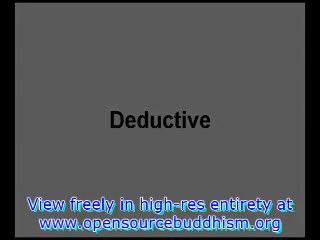 Deductive
View freely in high-res entirety at
www.opensourcebuddhism.org